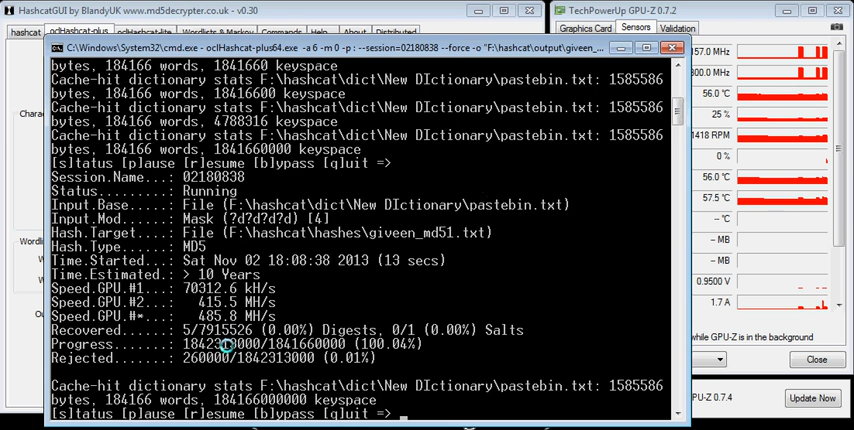 HashcatGUI by BlandyUK www.md5decrypter.co.uk - v0.30
hashcat
oclHashcat-plus
oclHashcat-lite
Wordlists & Markov
Commands
Help
About
Distributed
C:\Windows\System32\cmd.exe - oclHashcat-plus64.exe -a 6 -m 0 -p : --session=02180838 --force -o "F:\hashcat\output\giveen_...
bytes, 184166 words, 1841660 keyspace
Cache-hit dictionary stats F:\hashcat\dict\New DIctionary\pastebin.txt: 1585586
bytes, 184166 words, 18416600 keyspace
Cache-hit dictionary stats F:\hashcat\dict\New DIctionary\pastebin.txt: 1585586
bytes, 184166 words, 4788316 keyspace
Cache-hit dictionary stats F:\hashcat\dict\New DIctionary\pastebin.txt: 1585586
bytes, 184166 words, 1841660000 keyspace
[s]tatus [p]ause [r]esume [b]ypass [q]uit =>
Session.Name...: 02180838
Status.........: Running
Input.Base.....: File (F:\hashcat\dict\New DIctionary\pastebin.txt)
Input.Mod......: Mask (?d?d?d?d) [4]
Hash.Target....: File (F:\hashcat\hashes\giveen_md51.txt)
Hash.Type......: MD5
Time.Started...: Sat Nov 02 18:08:38 2013 (13 secs)
Time.Estimated.: > 10 Years
Speed.GPU.#1...: 70312.6 kH/s
Speed.GPU.#2...: 415.5 MH/s
Speed.GPU.#*...: 485.8 MH/s
Recovered......: 5/7915526 (0.00%) Digests, 0/1 (0.00%) Salts
Progress.......: 1842313000/1841660000 (100.04%)
Rejected.......: 260000/1842313000 (0.01%)
Cache-hit dictionary stats F:\hashcat\dict\New DIctionary\pastebin.txt: 1585586
bytes, 184166 words, 18416600000 keyspace
[s]tatus [p]ause [r]esume [b]ypass [q]uit =>
TechPowerUp GPU-Z 0.7.2
Graphics Card
Sensors
Validation
157.0 MHz
800.0 MHz
56.0 °C
25 %
1418 RPM
0 %
56.0 °C
57.5 °C
-- °C
-- MB
-- MB
0.9500 V
1.7 A
while GPU-Z is in the background
Close
GPU-Z 0.7.4
Update Now